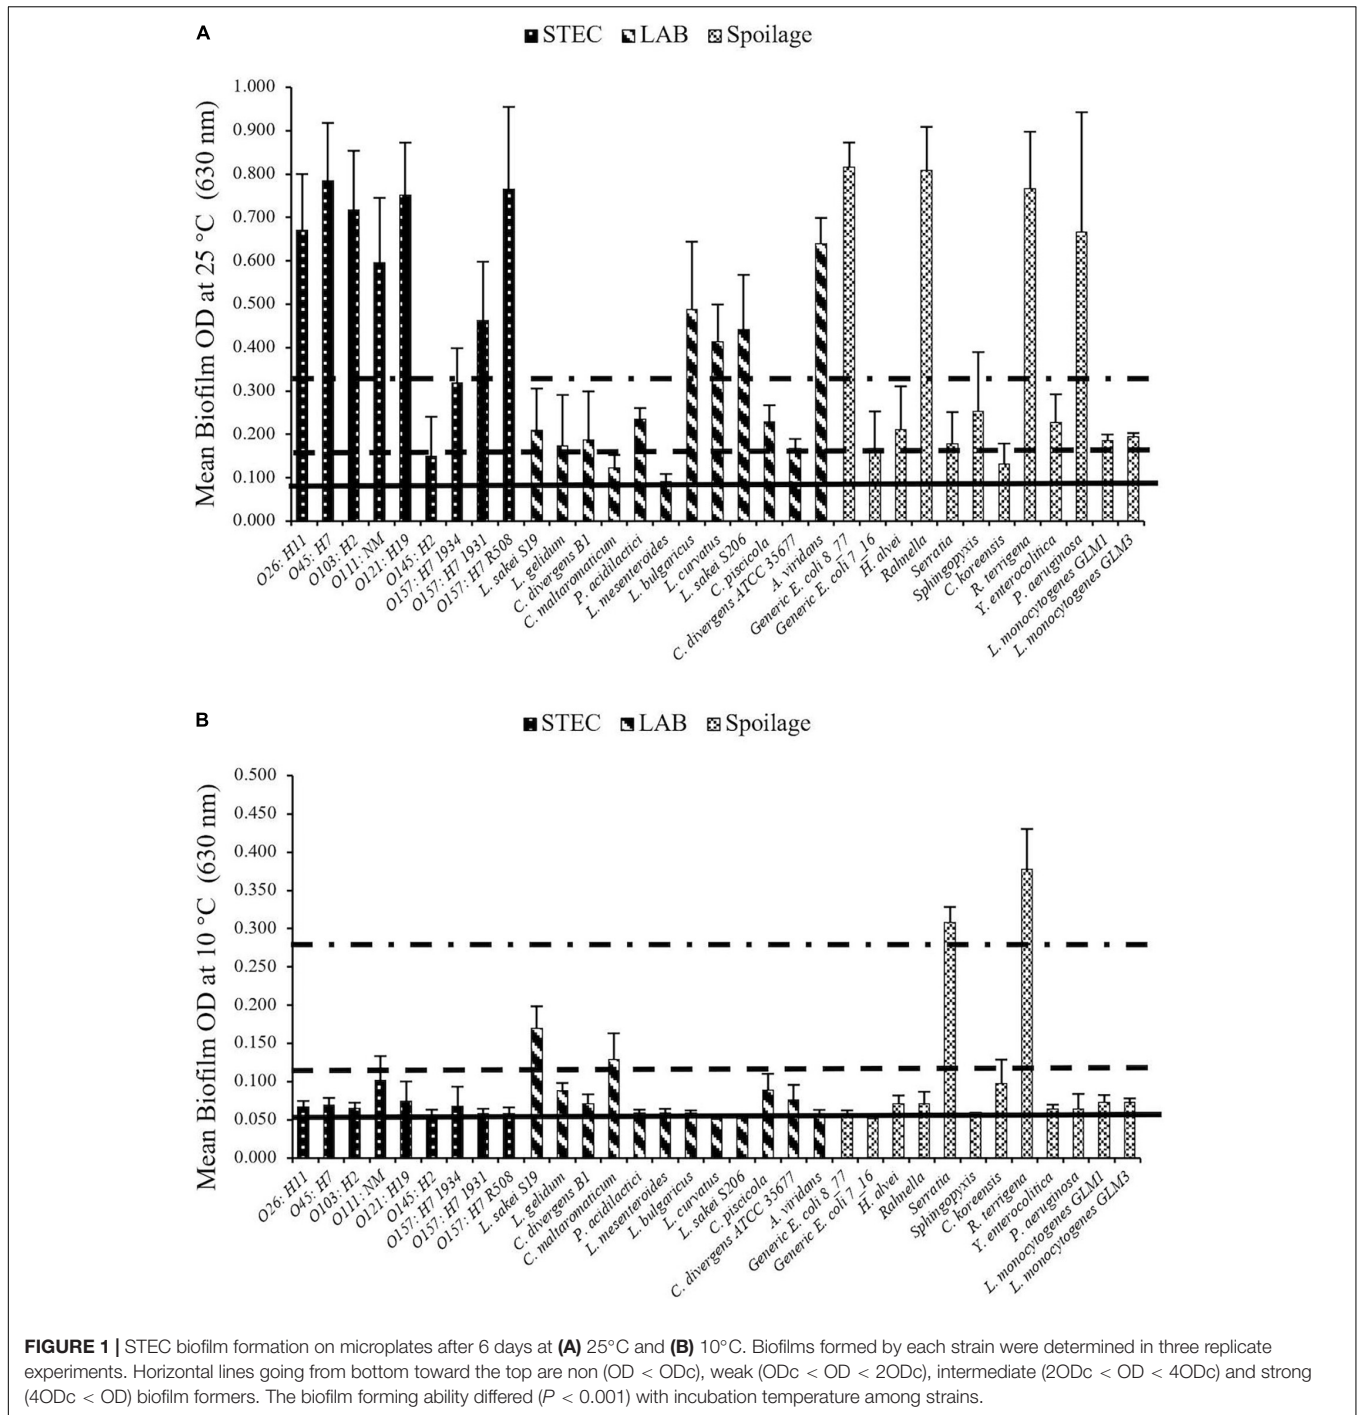 A
STEC LAB Spoilage
Mean Biofilm OD at 25 °C (630 nm)
1.000
0.900
0.800
0.700
0.600
0.500
0.400
0.300
0.200
0.100
0.000
O26: H11
O45: H7
O103: H2
O111: NM
O121: H19
O145: H2
O157: H7 1934
O157: H7 1931
O157: H7 R508
L. sakei S19
L. gelidum
C. divergens B1
C. maltaromaticum
P. acidilactici
L. mesenteroides
L. bulgaricus
L. curvatus
L. sakei S206
C. piscicola
C. divergens ATCC 35677
A. viridans
Generic E. coli 8_77
Generic E. coli 7_16
H. alvei
Rahnella
Serratia
Sphingopyxis
C. koreensis
R. terrigena
Y. enterocolitica
P. aeruginosa
L. monocytogenes GLM1
L. monocytogenes GLM3
B
STEC LAB Spoilage
Mean Biofilm OD at 10 °C (630 nm)
0.500
0.450
0.400
0.350
0.300
0.250
0.200
0.150
0.100
0.050
0.000
O26: H11
O45: H7
O103: H2
O111: NM
O121: H19
O145: H2
O157: H7 1934
O157: H7 1931
O157: H7 R508
L. sakei S19
L. gelidum
C. divergens B1
C. maltaromaticum
P. acidilactici
L. mesenteroides
L. bulgaricus
L. curvatus
L. sakei S206
C. piscicola
C. divergens ATCC 35677
A. viridans
Generic E. coli 8_77
Generic E. coli 7_16
H. alvei
Rahnella
Serratia
Sphingopyxis
C. koreensis
R. terrigena
Y. enterocolitica
P. aeruginosa
L. monocytogenes GLM1
L. monocytogenes GLM3
FIGURE 1 | STEC biofilm formation on microplates after 6 days at (A) 25°C and (B) 10°C. Biofilms formed by each strain were determined in three replicate
experiments. Horizontal lines going from bottom toward the top are non (OD < ODc), weak (ODc < OD < 2ODc), intermediate (2ODc < OD < 4ODc) and strong
(4ODc < OD) biofilm formers. The biofilm forming ability differed (P < 0.001) with incubation temperature among strains.